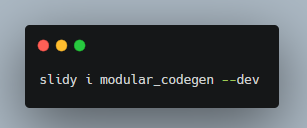 slidy i modular_codegen --dev